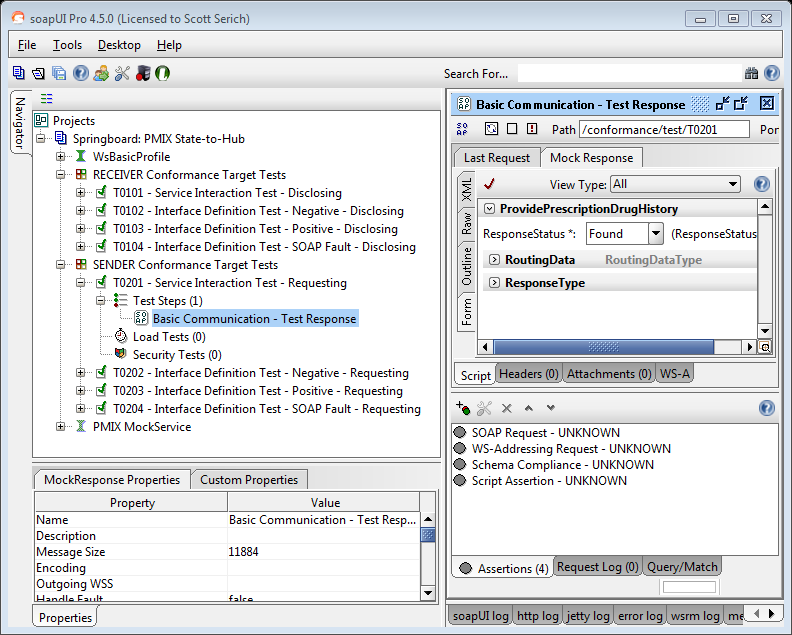 soapUI Pro 4.5.0 (Licensed to Scott Serich)
File Tools Desktop Help
Search For...
Navigator
Projects
Springboard: PMIX State-to-Hub
WsBasicProfile
RECEIVER Conformance Target Tests
T0101 - Service Interaction Test - Disclosing
T0102 - Interface Definition Test - Negative - Disclosing
T0103 - Interface Definition Test - Positive - Disclosing
T0104 - Interface Definition Test - SOAP Fault - Disclosing
SENDER Conformance Target Tests
T0201 - Service Interaction Test - Requesting
Test Steps (1)
Basic Communication - Test Response
Load Tests (0)
Security Tests (0)
T0202 - Interface Definition Test - Negative - Requesting
T0203 - Interface Definition Test - Positive - Requesting
T0204 - Interface Definition Test - SOAP Fault - Requesting
PMIX MockService
MockResponse Properties Custom Properties
Property Value
Name Basic Communication - Test Resp...
Description
Message Size 11884
Encoding
Outgoing WSS
Handle Fault false
Properties
Basic Communication - Test Response
Path /conformance/test/T0201 Por
Last Request Mock Response
XML
Raw
Outline
Form
View Type: All
ProvidePrescriptionDrugHistory
ResponseStatus *: Found (ResponseStatus
RoutingData RoutingDataType
ResponseType
Script Headers (0) Attachments (0) WS-A
SOAP Request - UNKNOWN
WS-Addressing Request - UNKNOWN
Schema Compliance - UNKNOWN
Script Assertion - UNKNOWN
Assertions (4) Request Log (0) Query/Match
soapUI log http log jetty log error log wsrm log me